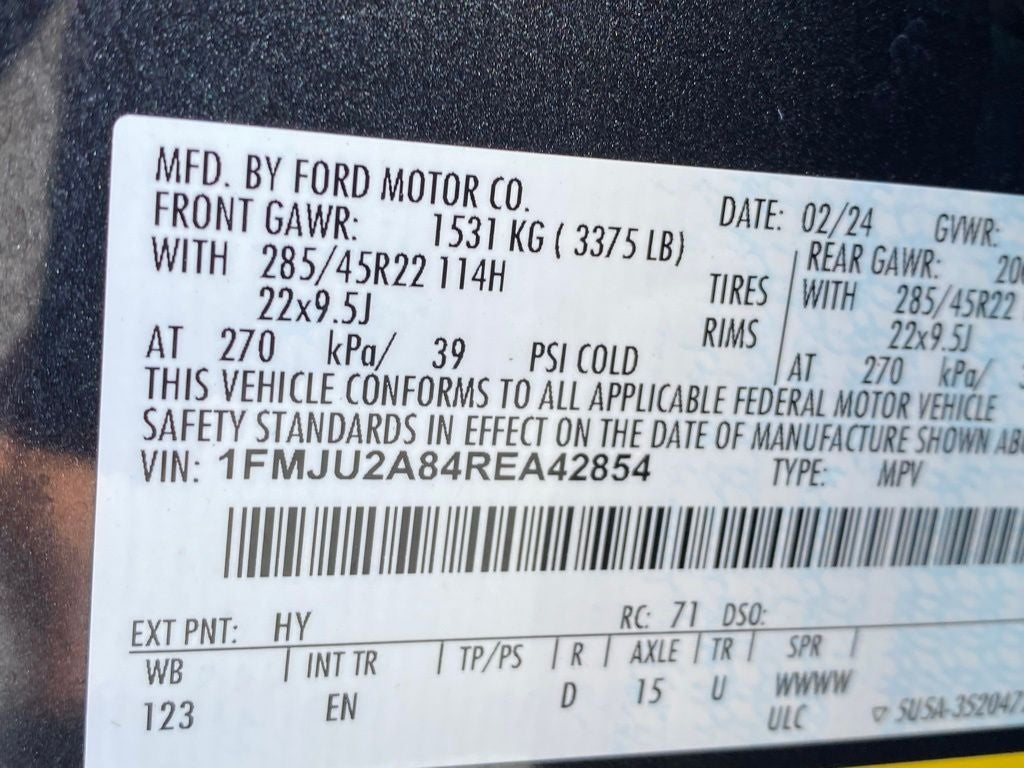 MFD. BY FORD MOTOR CO. DATE: 02/24 GVWR:
FRONT GAWR: 1531 KG ( 3375 LB) REAR GAWR:
WITH 285/45R22 114H TIRES WITH 285/45R22
22x9.5J RIMS 22x9.5J
AT 270 kPa/ 39 PSI COLD AT 270 kPa/
THIS VEHICLE CONFORMS TO ALL APPLICABLE FEDERAL MOTOR VEHICLE
SAFETY STANDARDS IN EFFECT ON THE DATE OF MANUFACTURE SHOWN
VIN: 1FMJU2A84REA42854 TYPE: MPV
EXT PNT: HY RC: 71 DSO:
WB | INT TR | TP/PS | R | AXLE | TR | SPR |
123 EN D 15 U WWWW
ULC